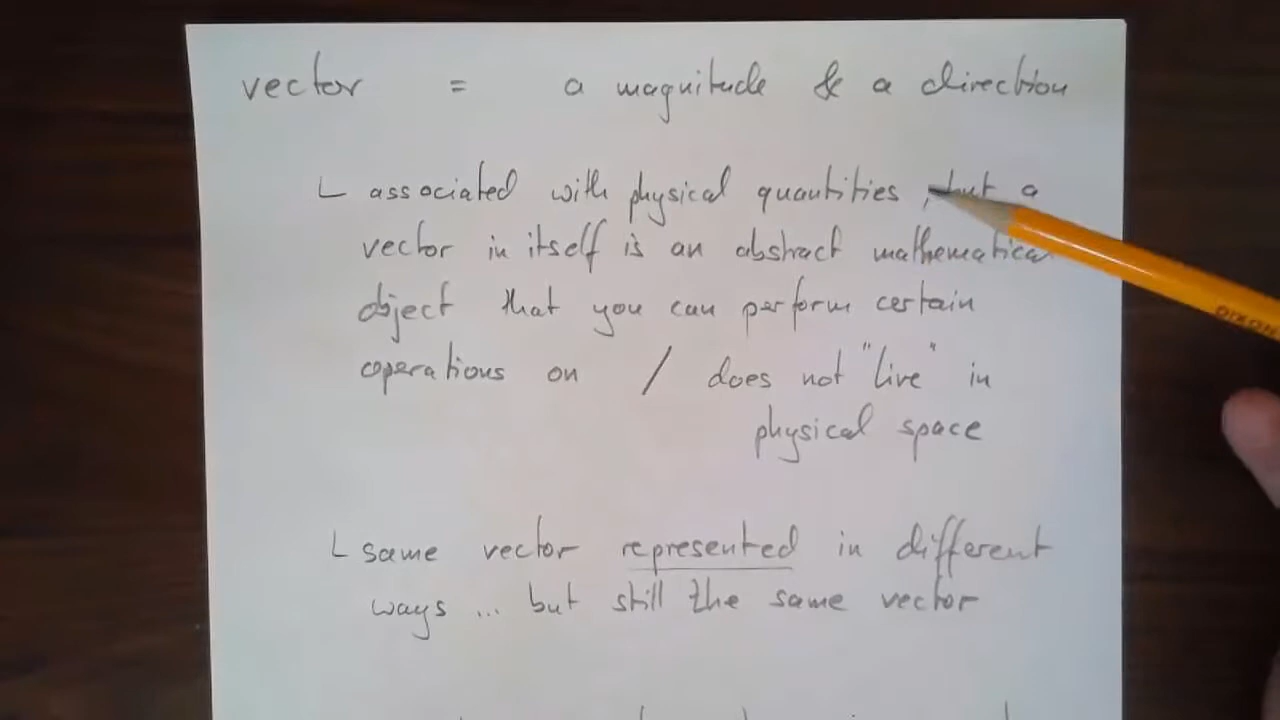 vector = a magnitude & a direction
associated with physical quantities, but a
vector in itself is an abstract mathematical
object that you can perform certain
operations on / does not "live" in
physical space
same vector represented in different
ways ... but still the same vector
DIXON